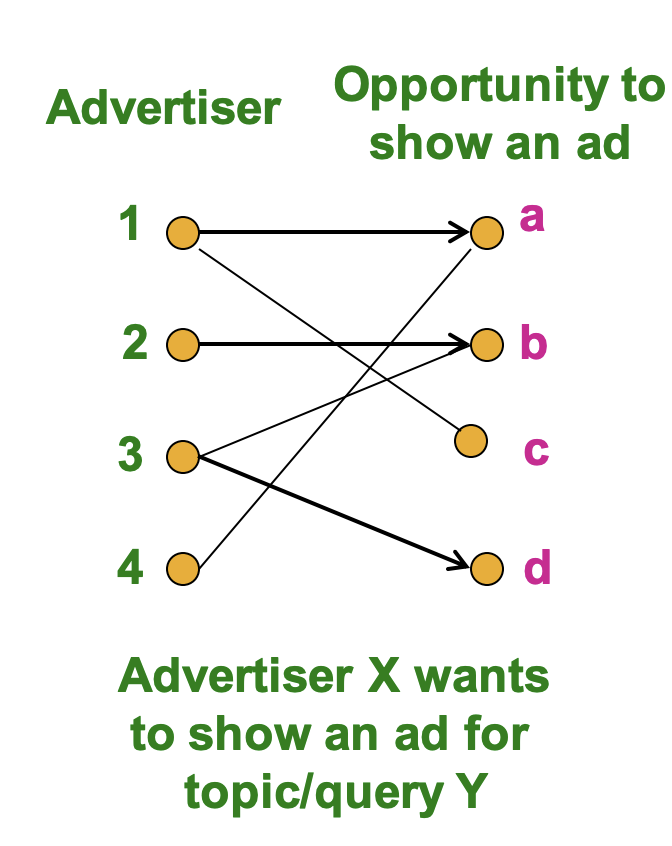 Advertiser
Opportunity to
show an ad
1
a
2
b
3
c
4
d
Advertiser X wants
to show an ad for
topic/query Y